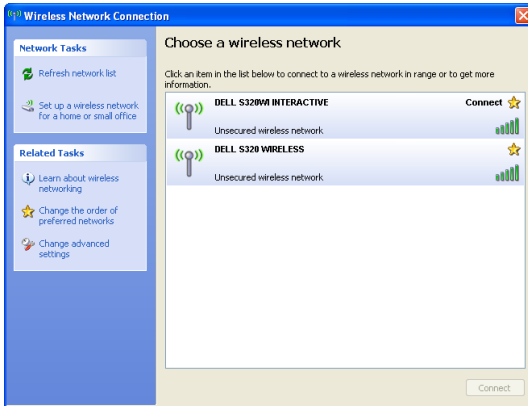 Wireless Network Connection
Network Tasks
Refresh network list
Set up a wireless network
for a home or small office
Related Tasks
Learn about wireless
networking
Change the order of
preferred networks
Change advanced
settings
Choose a wireless network
Click an item in the list below to connect to a wireless network in range or to get more
information.
DELL S320WI INTERACTIVE
Connect
Unsecured wireless network
DELL S320 WIRELESS
Unsecured wireless network
Connect